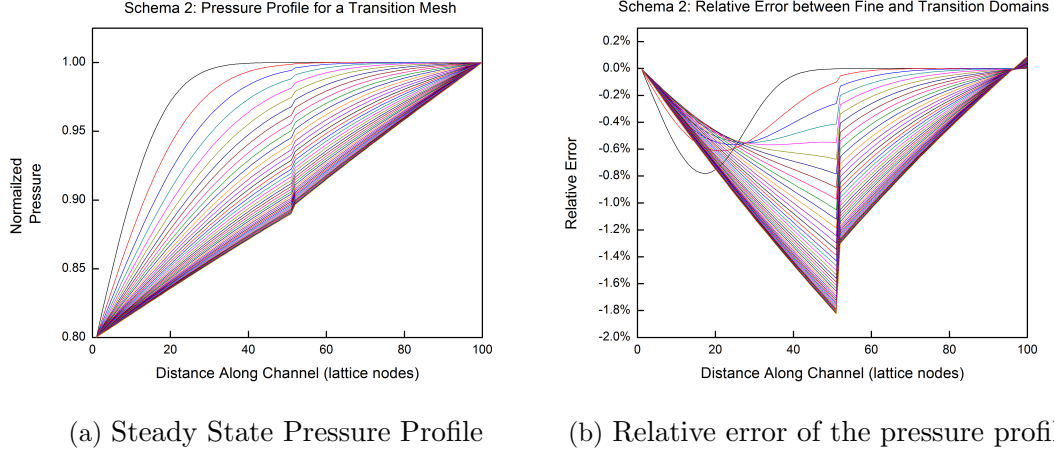 Schema 2: Pressure Profile for a Transition Mesh
1.00
0.95
0.90
0.85
0.80
Normailzed
Pressure
0 20 40 60 80 100
Distance Along Channel (lattice nodes)
(a) Steady State Pressure Profile
Schema 2: Relative Error between Fine and Transition Domains
0.2%
0.0%
-0.2%
-0.4%
-0.6%
-0.8%
-1.0%
-1.2%
-1.4%
-1.6%
-1.8%
-2.0%
Relative Error
0 20 40 60 80 100
Distance Along Channel (lattice nodes)
(b) Relative error of the pressure profil